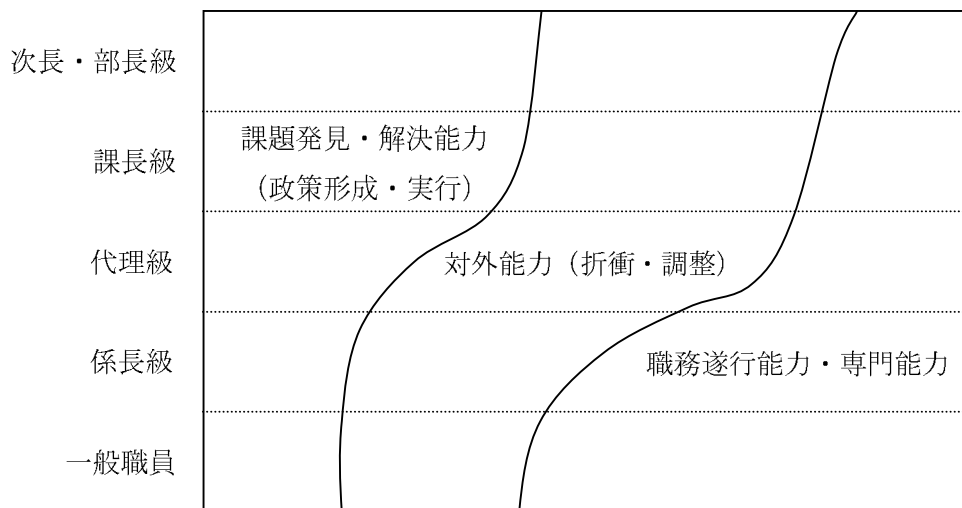 次長・部長級
課題発見・解決能力
課長級
（政策形成・実行）
代理級
対外能力（折衝・調整）
係長級
職務遂行能力・専門能力
一般職員